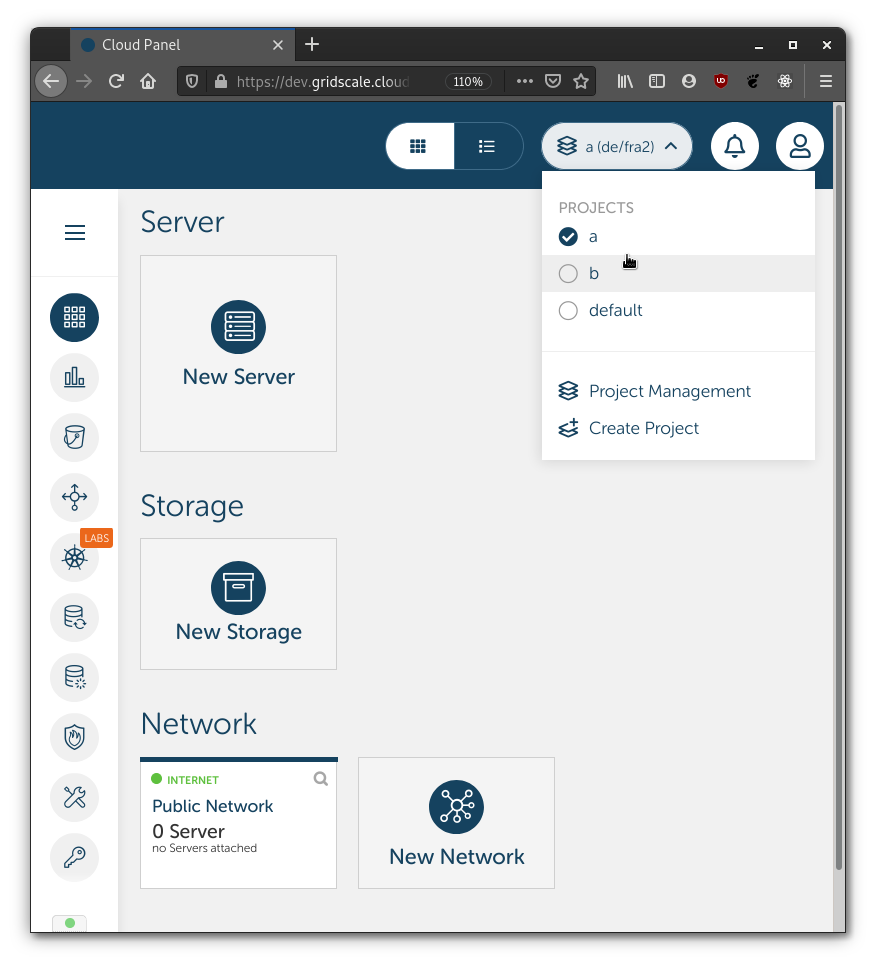 Cloud Panel
https://dev.gridscale.cloud
110%
a (de/fra2)
PROJECTS
a
b
default
Project Management
Create Project
Server
New Server
Storage
New Storage
LABS
Network
INTERNET
Public Network
0 Server
no Servers attached
New Network